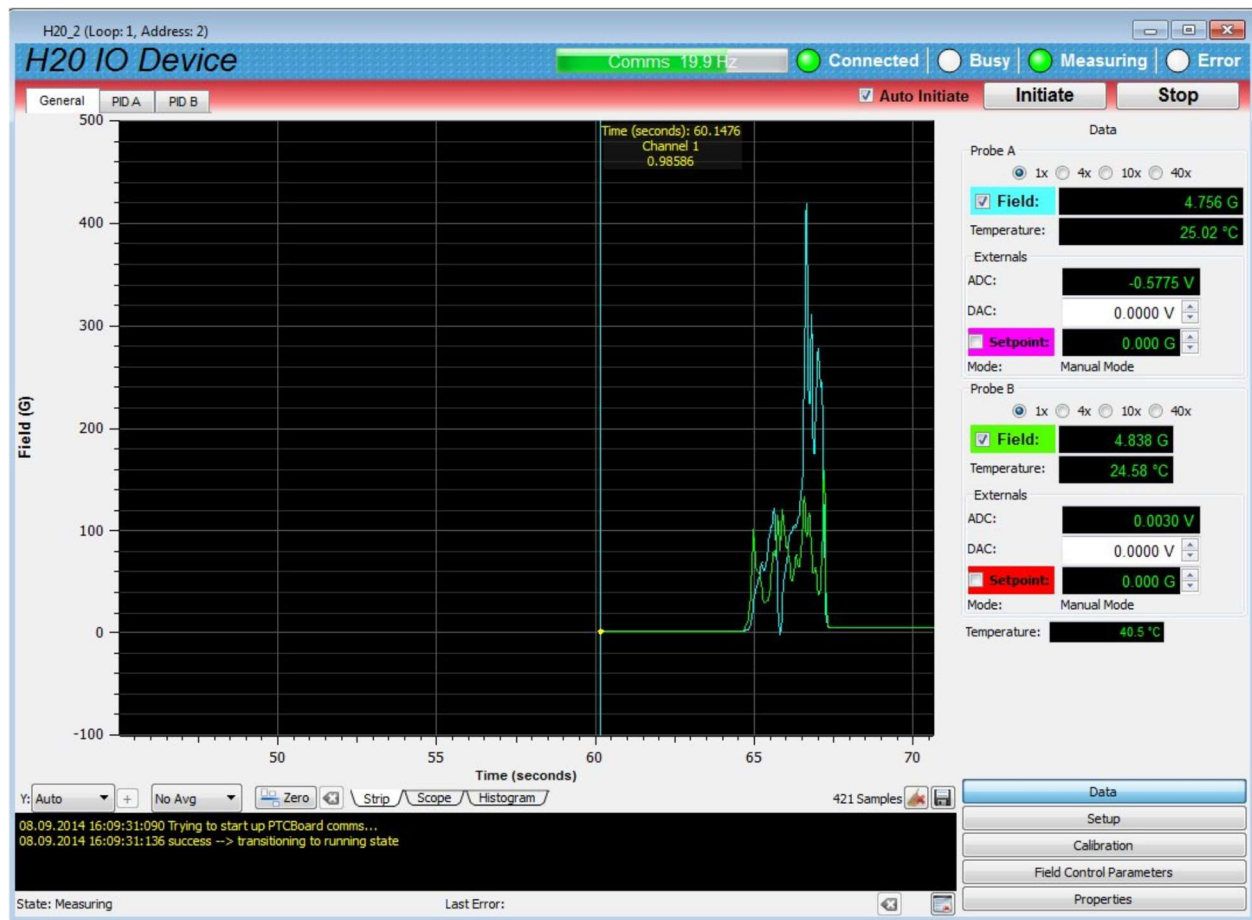 H20_2 (Loop: 1, Address: 2)
H20 IO Device
Comms 19.9 Hz
Connected
Busy
Measuring
Error
General
PID A
PID B
Auto Initiate
Initiate
Stop
Time (seconds): 60.1476
Channel 1
0.98586
500
400
300
200
100
0
-100
Field (G)
50
55
60
65
70
Time (seconds)
Data
Probe A
1x 4x 10x 40x
Field: 4.756 G
Temperature: 25.02 °C
Externals
ADC: -0.5775 V
DAC: 0.0000 V
Setpoint: 0.000 G
Mode: Manual Mode
Probe B
1x 4x 10x 40x
Field: 4.838 G
Temperature: 24.58 °C
Externals
ADC: 0.0030 V
DAC: 0.0000 V
Setpoint: 0.000 G
Mode: Manual Mode
Temperature: 40.5 °C
Y: Auto
+
No Avg
Zero
Strip
Scope
Histogram
421 Samples
08.09.2014 16:09:31:090 Trying to start up PTCBoard comms...
08.09.2014 16:09:31:136 success --> transitioning to running state
Data
Setup
Calibration
Field Control Parameters
Properties
State: Measuring
Last Error: